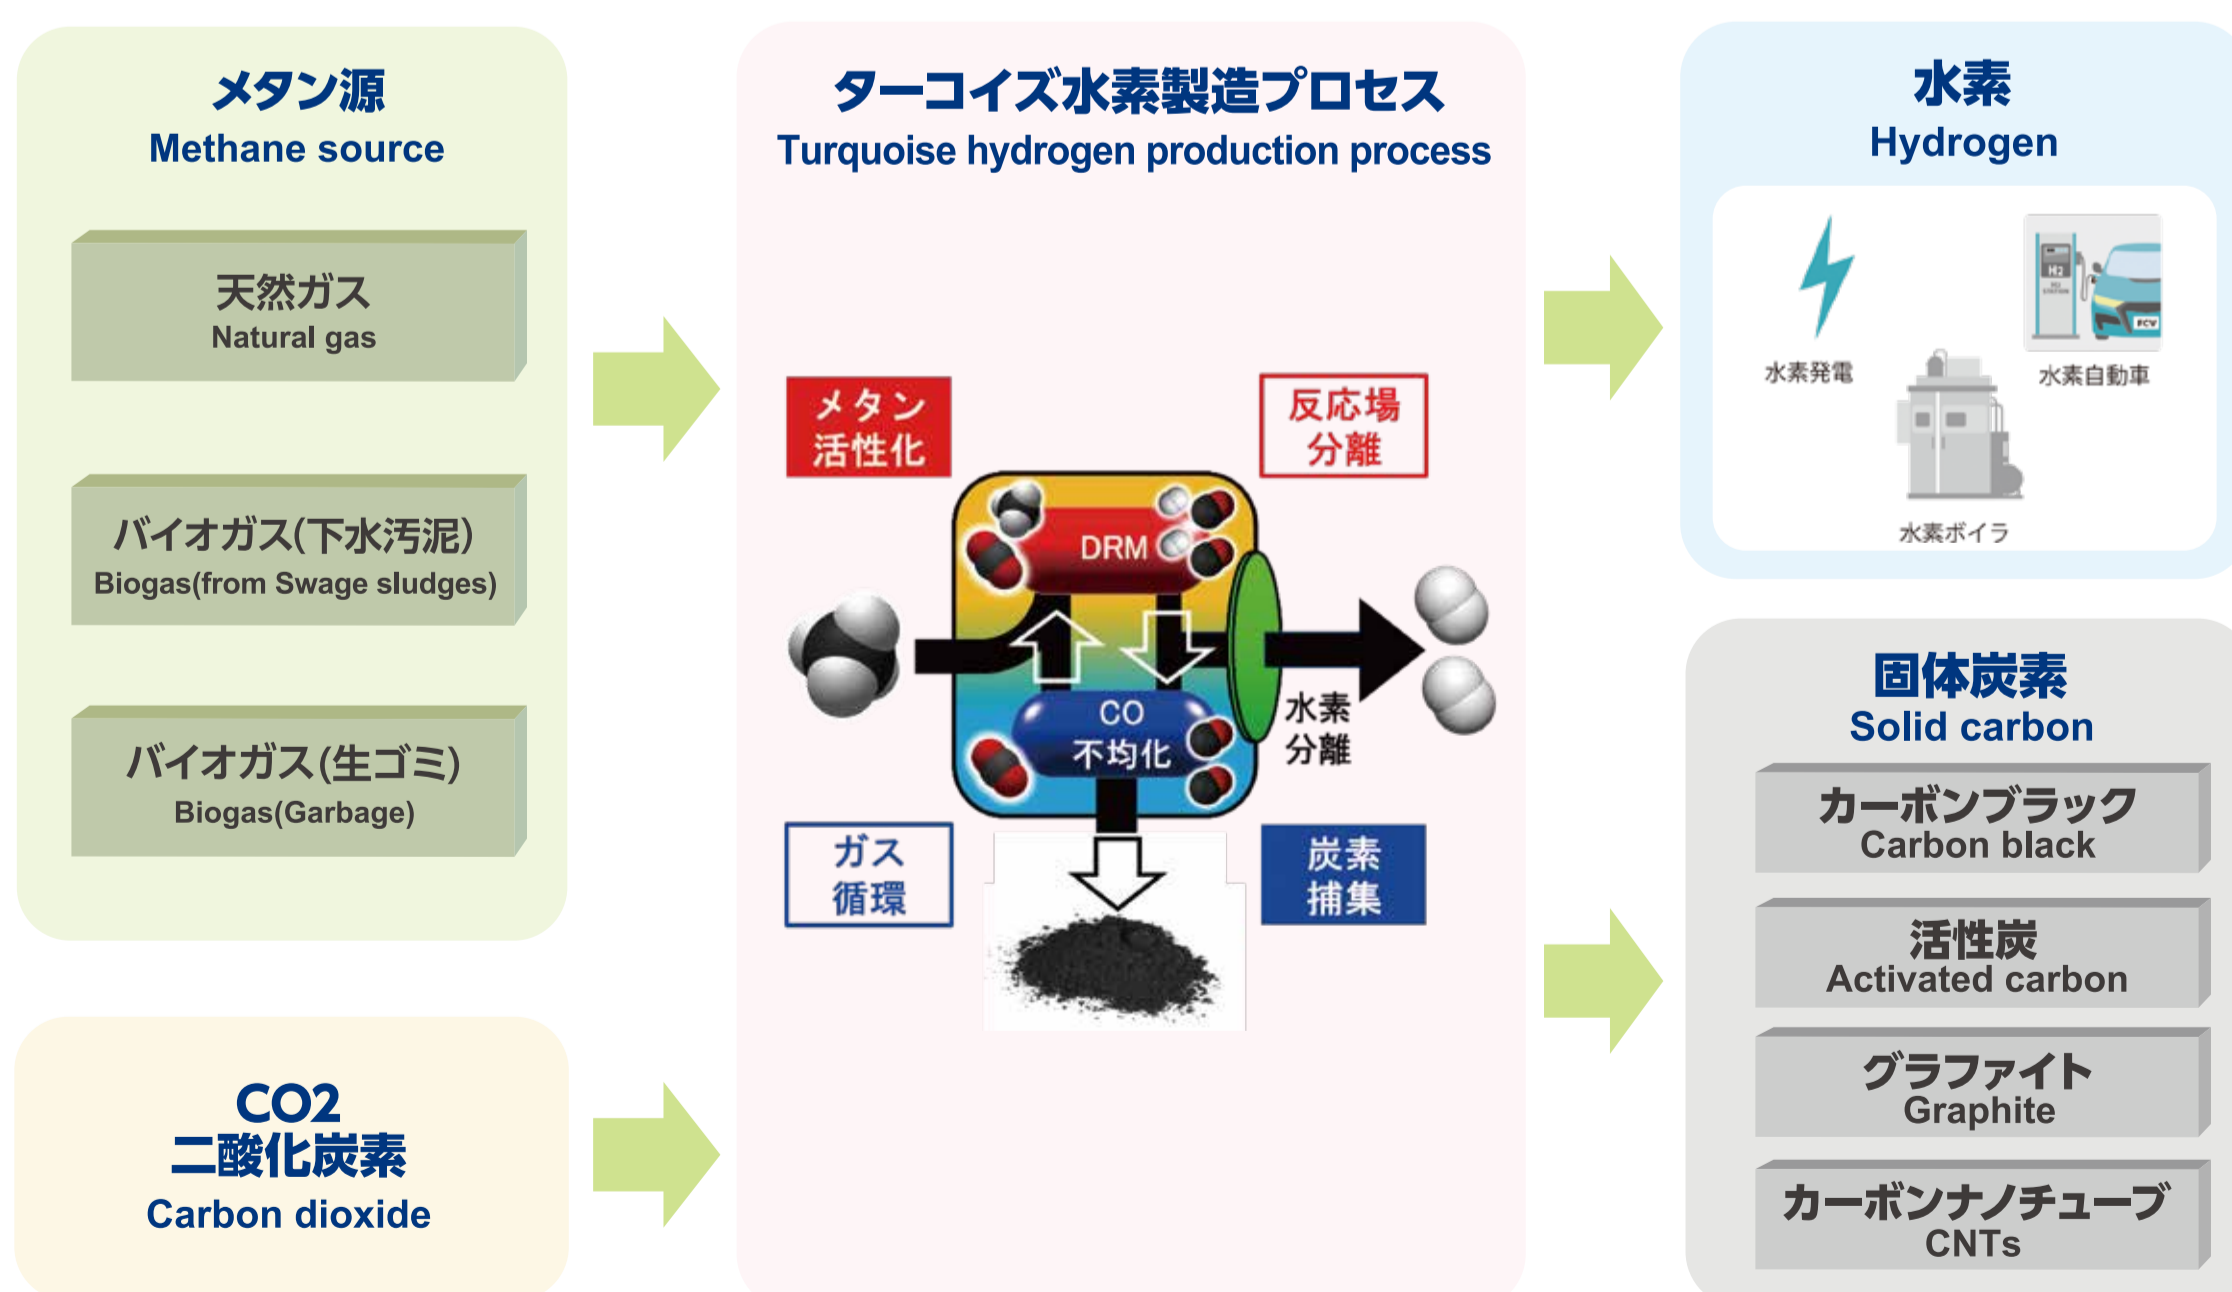 メタン源
Methane source
天然ガス
Natural gas
バイオガス(下水汚泥)
Biogas(from Swage sludges)
バイオガス(生ゴミ)
Biogas(Garbage)
CO2
二酸化炭素
Carbon dioxide
ターコイズ水素製造プロセス
Turquoise hydrogen production process
メタン
活性化
反応場
分離
DRM
CO
不均化
水素
分離
ガス
循環
炭素
捕集
水素
Hydrogen
水素発電
H2
STATION
FCV
水素自動車
水素ボイラ
固体炭素
Solid carbon
カーボンブラック
Carbon black
活性炭
Activated carbon
グラファイト
Graphite
カーボンナノチューブ
CNTs